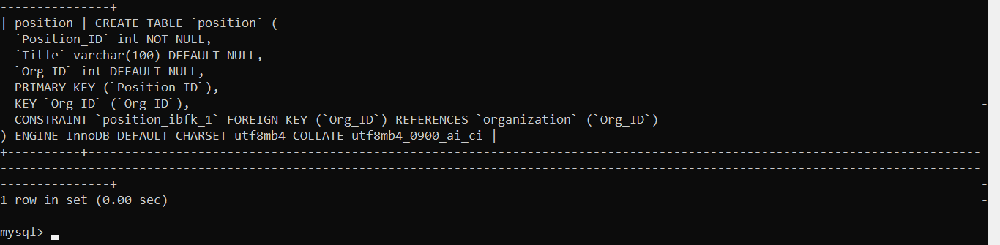 ---------------+
| position | CREATE TABLE `position` (
  `Position_ID` int NOT NULL,
  `Title` varchar(100) DEFAULT NULL,
  `Org_ID` int DEFAULT NULL,
  PRIMARY KEY (`Position_ID`),
  KEY `Org_ID` (`Org_ID`),
  CONSTRAINT `position_ibfk_1` FOREIGN KEY (`Org_ID`) REFERENCES `organization` (`Org_ID`)
) ENGINE=InnoDB DEFAULT CHARSET=utf8mb4 COLLATE=utf8mb4_0900_ai_ci |
+----------+--------------------------------------------------------------------------------------------------------------------------
--------------------------------------------------------------------------------------------------------------------------------------
---------------+
1 row in set (0.00 sec)
mysql>